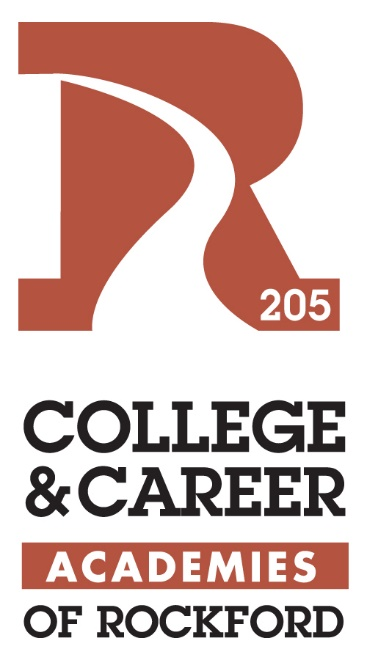 R
205
COLLEGE
& CAREER
ACADEMIES
OF ROCKFORD